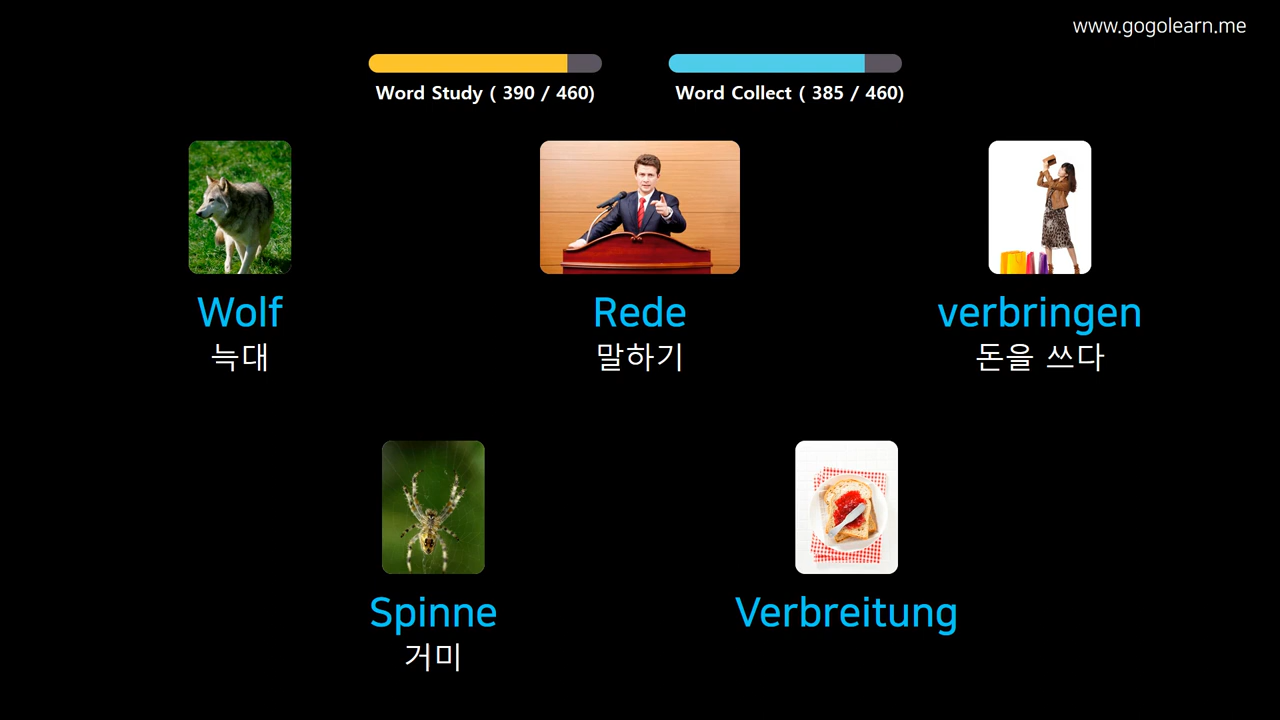 www.gogolearn.me
Word Study ( 390 / 460)
Word Collect ( 385 / 460)
Wolf
늑대
Rede
말하기
verbringen
돈을 쓰다
Spinne
거미
Verbreitung